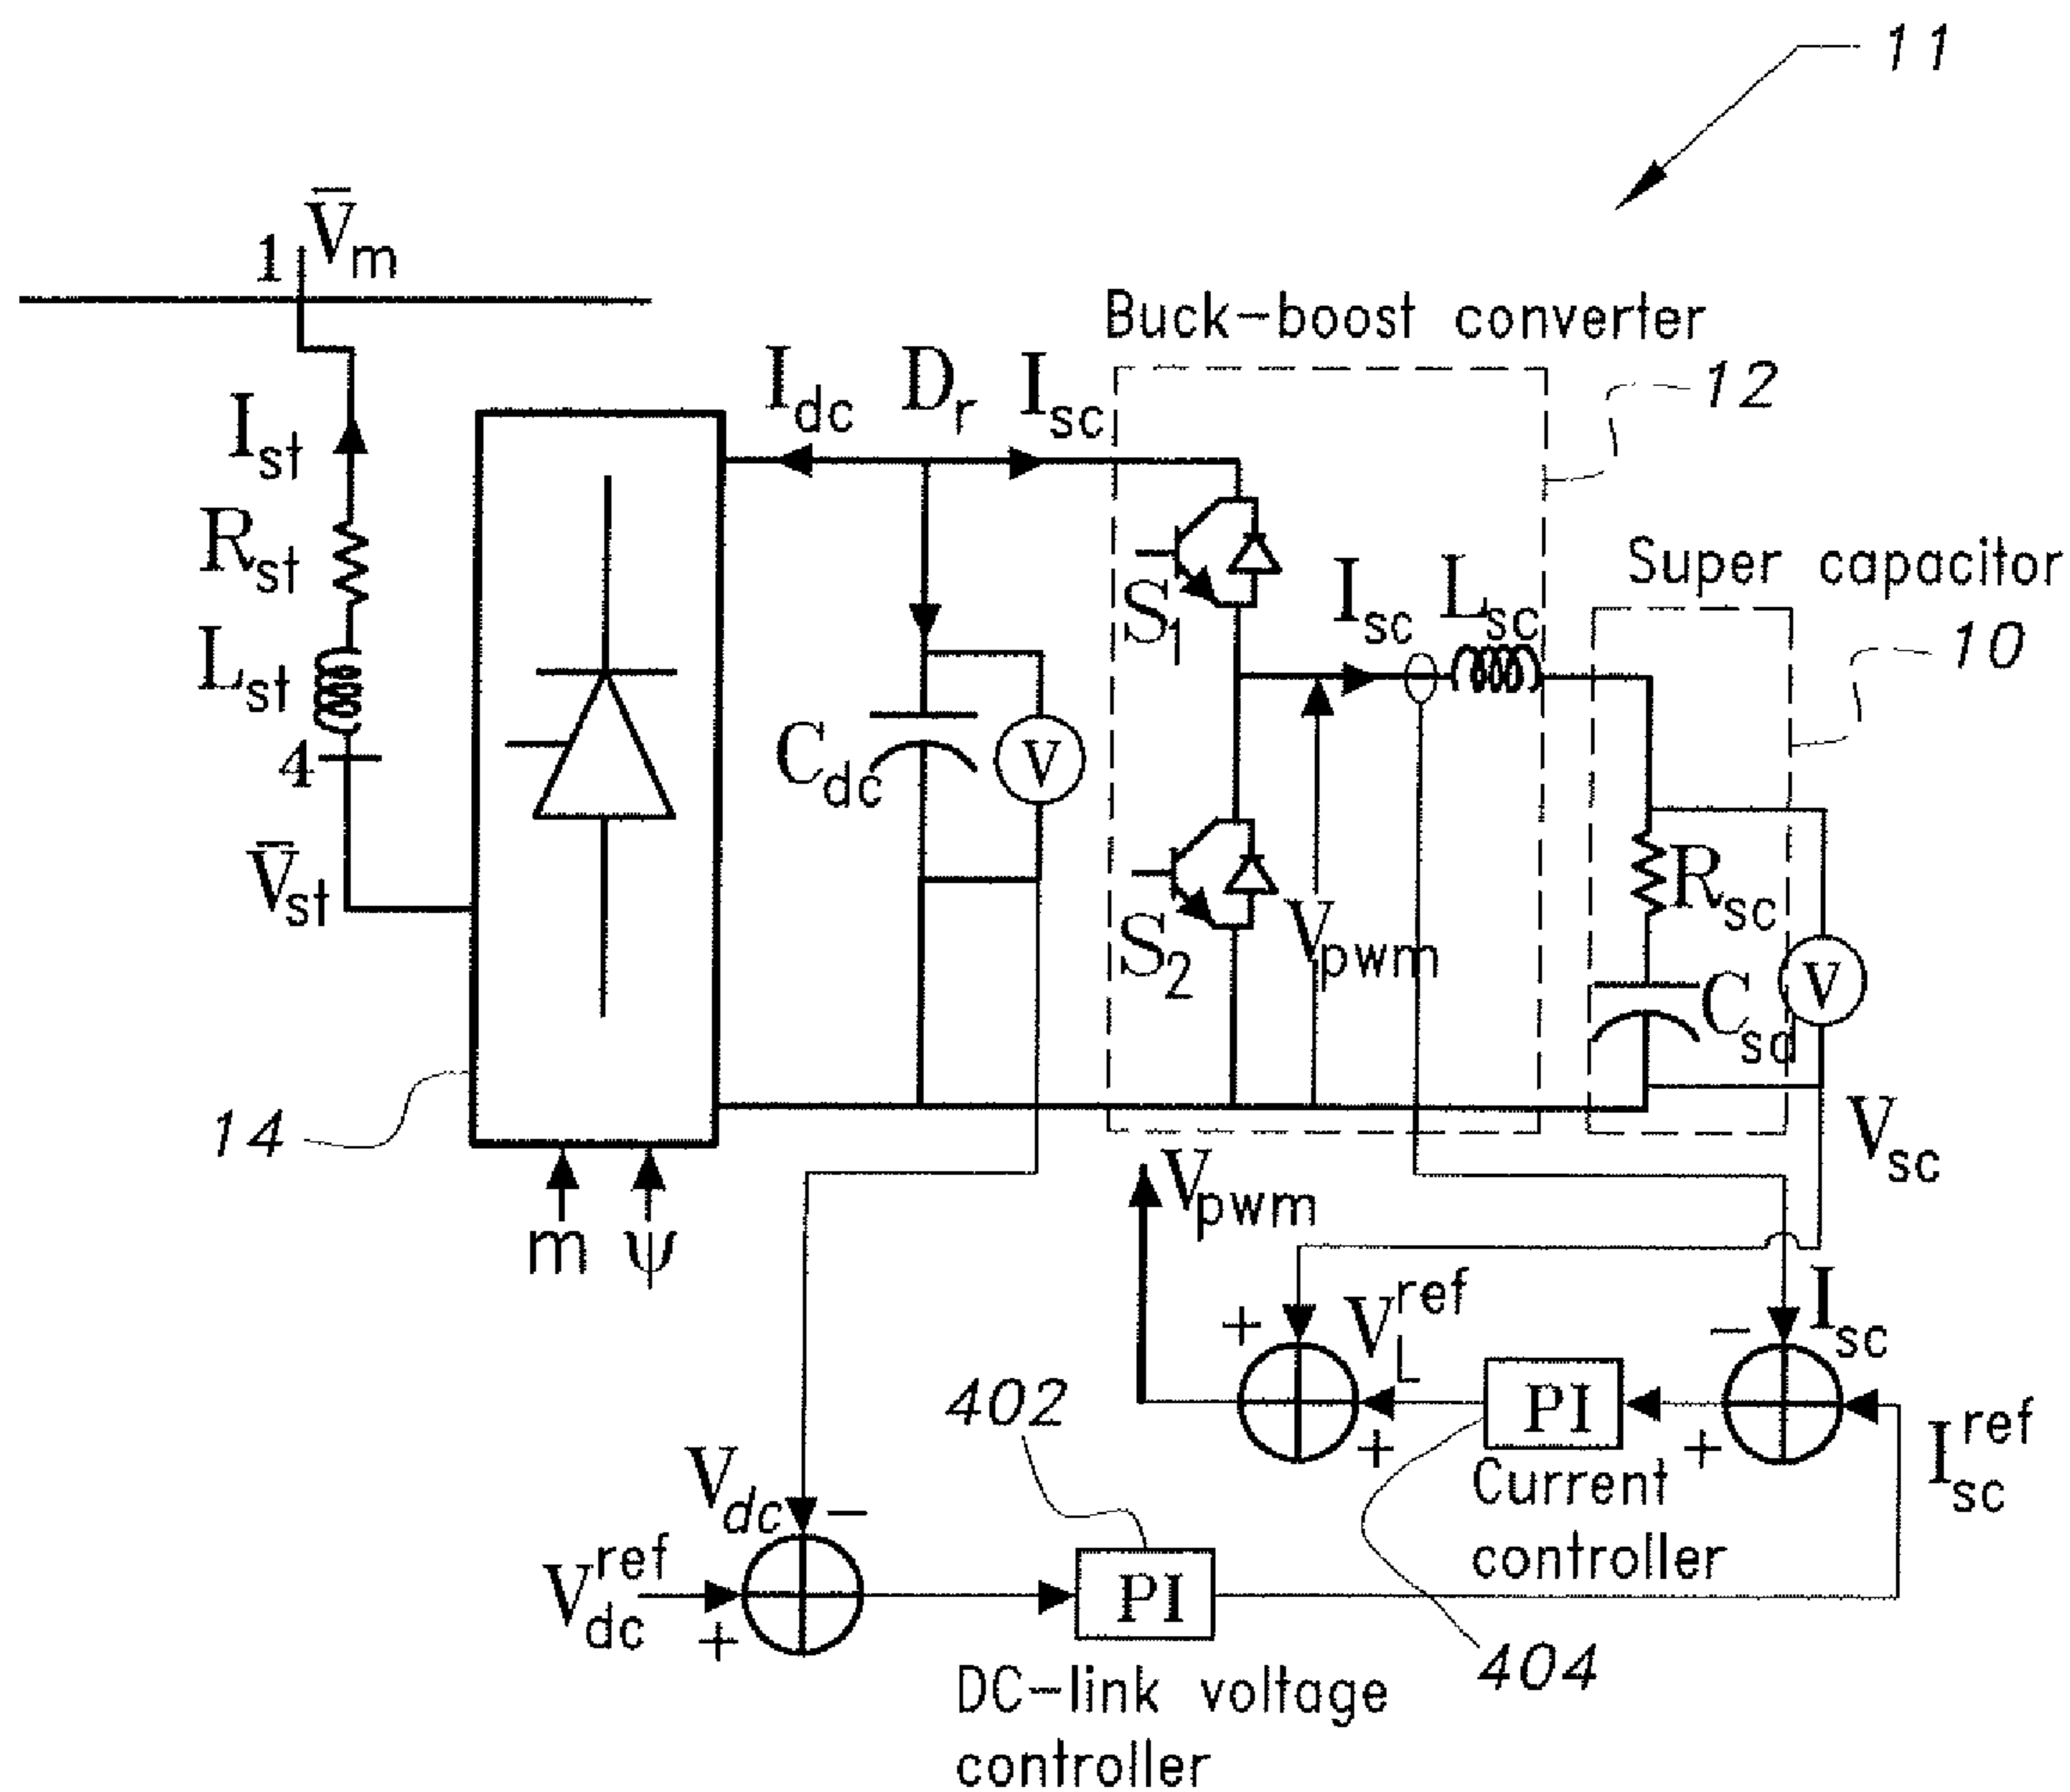 11
V̄m
1
Buck-boost converter
Idc Dr Isc
12
Ist
Rst
S1
Isc Lsc
Super capacitor
10
Lst
4
Cdc
V
V̄st
S2
Vpwm
Rsc
Csc
V
14
Vsc
m ψ
Vpwm
+
V_L^ref
-
Isc
402
PI
+
+
I_sc^ref
Current
controller
Vdc
-
V_dc^ref
+
PI
404
DC-link voltage
controller